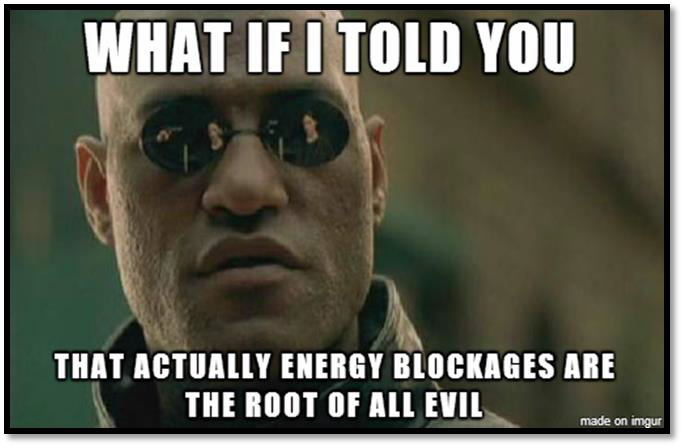 WHAT IF I TOLD YOU
THAT ACTUALLY ENERGY BLOCKAGES ARE
THE ROOT OF ALL EVIL
made on imgur